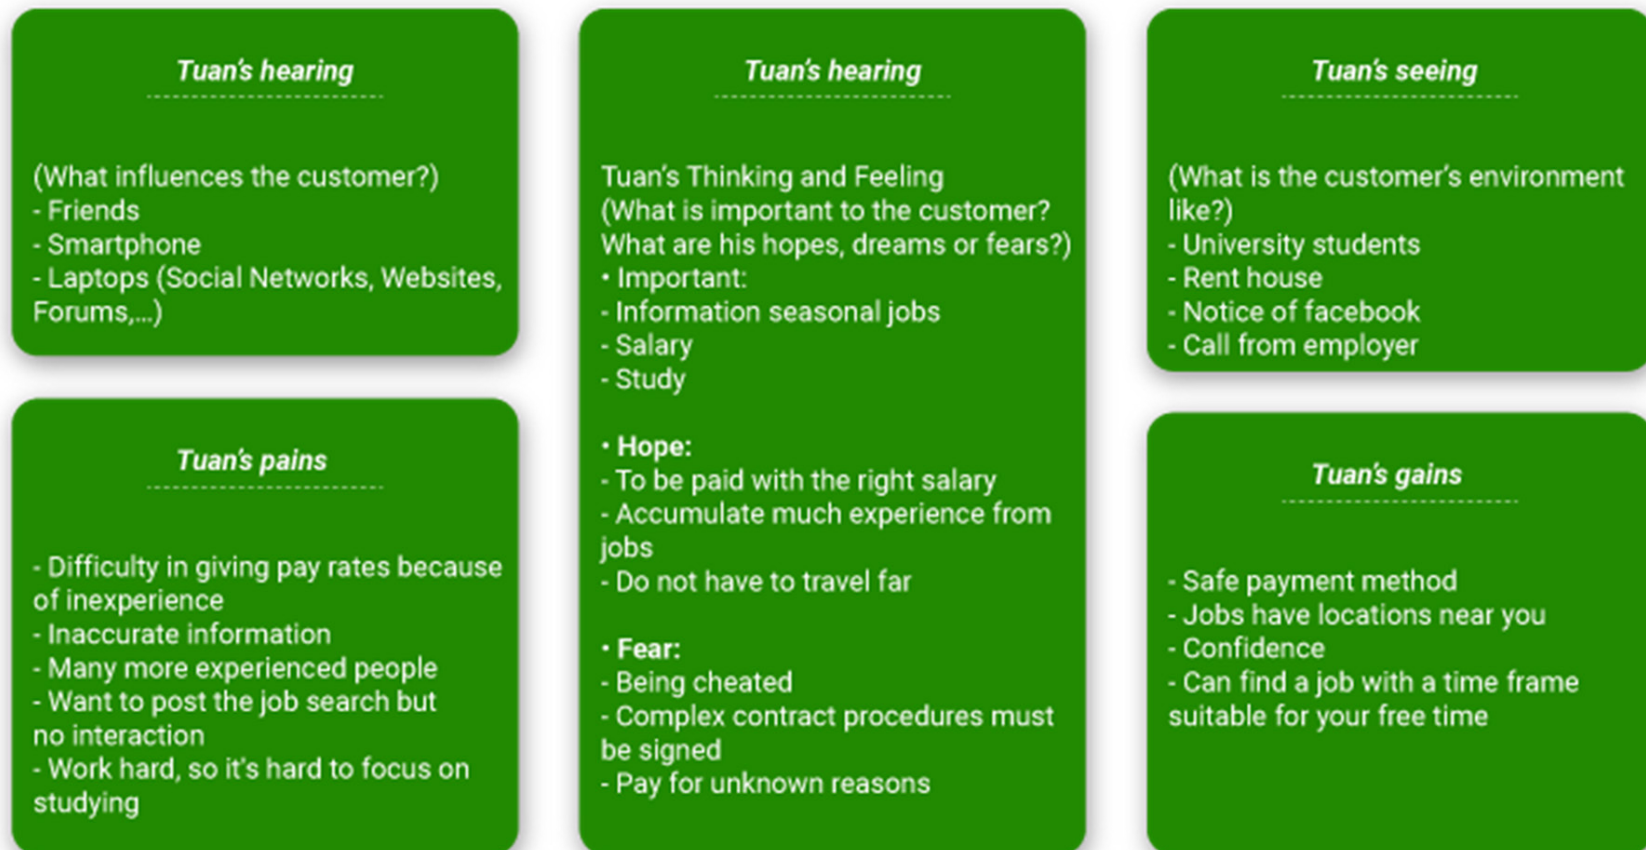 Tuan's hearing
(What influences the customer?)
- Friends
- Smartphone
- Laptops (Social Networks, Websites,
Forums,...)
Tuan's pains
- Difficulty in giving pay rates because
of inexperience
- Inaccurate information
- Many more experienced people
- Want to post the job search but
no interaction
- Work hard, so it's hard to focus on
studying
Tuan's hearing
Tuan's Thinking and Feeling
(What is important to the customer?
What are his hopes, dreams or fears?)
• Important:
- Information seasonal jobs
- Salary
- Study
• Hope:
- To be paid with the right salary
- Accumulate much experience from
jobs
- Do not have to travel far
• Fear:
- Being cheated
- Complex contract procedures must
be signed
- Pay for unknown reasons
Tuan's seeing
(What is the customer's environment
like?)
- University students
- Rent house
- Notice of facebook
- Call from employer
Tuan's gains
- Safe payment method
- Jobs have locations near you
- Confidence
- Can find a job with a time frame
suitable for your free time